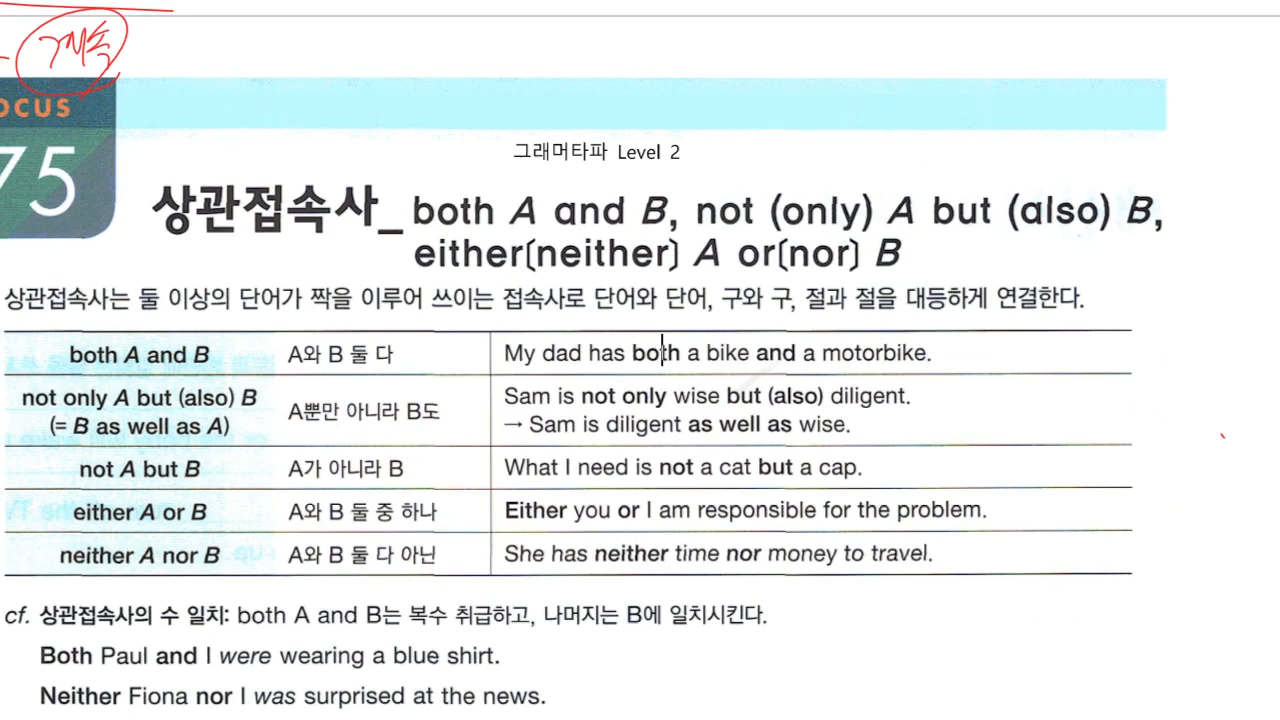 계속
OCUS
75
그래머타파 Level 2
상관접속사_ both A and B, not (only) A but (also) B,
either(neither) A or(nor) B
상관접속사는 둘 이상의 단어가 짝을 이루어 쓰이는 접속사로 단어와 단어, 구와 구, 절과 절을 대등하게 연결한다.
both A and B A와 B 둘 다 My dad has both a bike and a motorbike.
not only A but (also) B
(= B as well as A) A뿐만 아니라 B도 Sam is not only wise but (also) diligent.
→ Sam is diligent as well as wise.
not A but B A가 아니라 B What I need is not a cat but a cap.
either A or B A와 B 둘 중 하나 Either you or I am responsible for the problem.
neither A nor B A와 B 둘 다 아닌 She has neither time nor money to travel.
cf. 상관접속사의 수 일치: both A and B는 복수 취급하고, 나머지는 B에 일치시킨다.
Both Paul and I were wearing a blue shirt.
Neither Fiona nor I was surprised at the news.